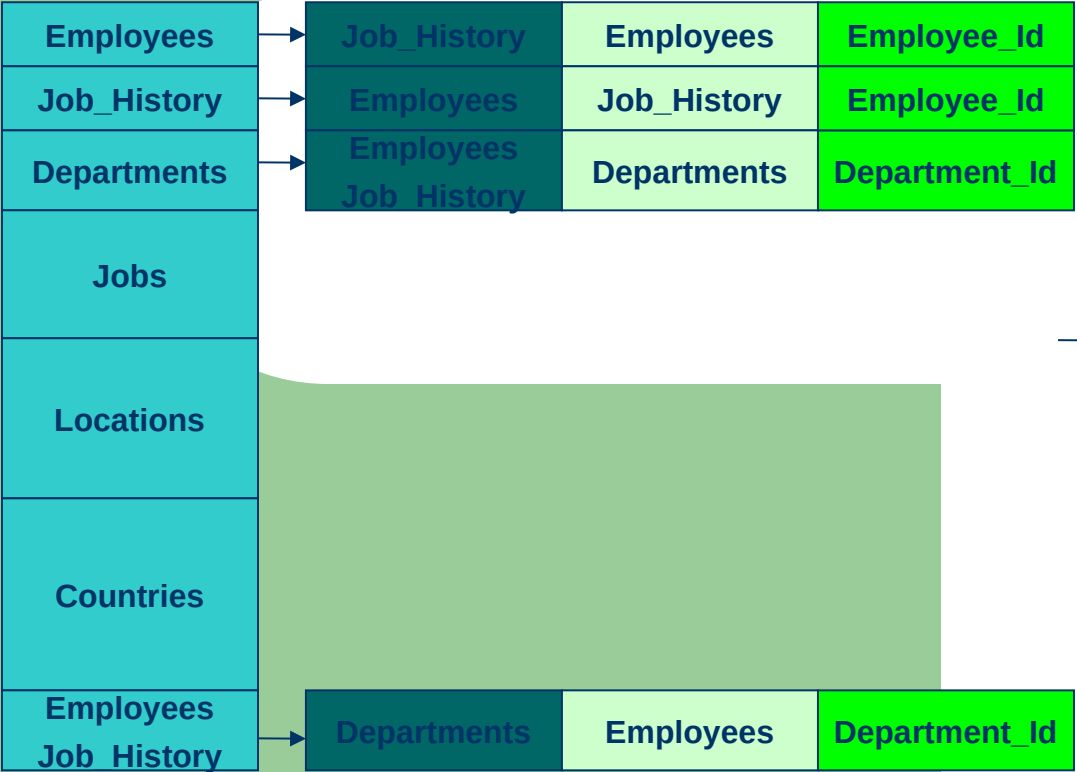 Employees Job_History Employees Employee_Id
Job_History Employees Job_History Employee_Id
Departments Employees Job_History Departments Department_Id
Jobs
Locations
Countries
Employees Job_History Departments Employees Department_Id